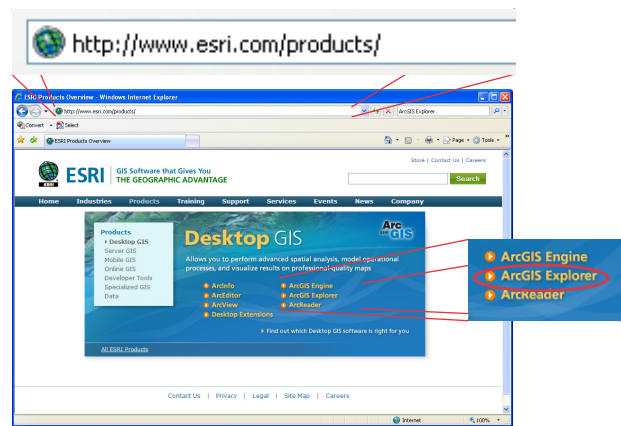 http://www.esri.com/products/
ESRI Products Overview - Windows Internet Explorer
http://www.esri.com/products/
ArcGIS Explorer
Convert
Select
ESRI Products Overview
Page
Tools
Store | Contact Us | Careers
ESRI
ESRI
GIS Software that Gives You
THE GEOGRAPHIC ADVANTAGE
Search
Home Industries Products Training Support Services Events News Company
Products
Desktop GIS
Server GIS
Mobile GIS
Online GIS
Developer Tools
Specialized GIS
Data
All ESRI Products
Desktop GIS
Arc
GIS
Allows you to perform advanced spatial analysis, model operational
processes, and visualize results on professional-quality maps
ArcInfo
ArcEditor
ArcView
Desktop Extensions
ArcGIS Engine
ArcGIS Explorer
ArcReader
Find out which Desktop GIS software is right for you
ArcGIS Engine
ArcGIS Explorer
ArcReader
Contact Us | Privacy | Legal | Site Map | Careers
Internet
100%